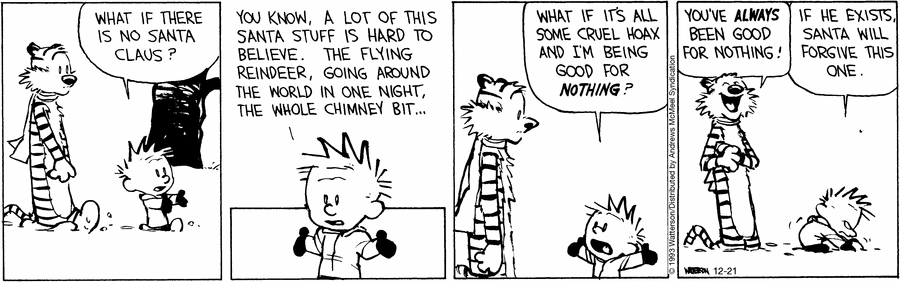 WHAT IF THERE
IS NO SANTA
CLAUS?
YOU KNOW, A LOT OF THIS
SANTA STUFF IS HARD TO
BELIEVE. THE FLYING
REINDEER, GOING AROUND
THE WORLD IN ONE NIGHT,
THE WHOLE CHIMNEY BIT...
WHAT IF IT'S ALL
SOME CRUEL HOAX
AND I'M BEING
GOOD FOR
NOTHING?
© 1993 Watterson/Distributed by Andrews McMeel Syndication
YOU'VE ALWAYS
BEEN GOOD
FOR NOTHING!
IF HE EXISTS,
SANTA WILL
FORGIVE THIS
ONE.
WATTERSON 12-21